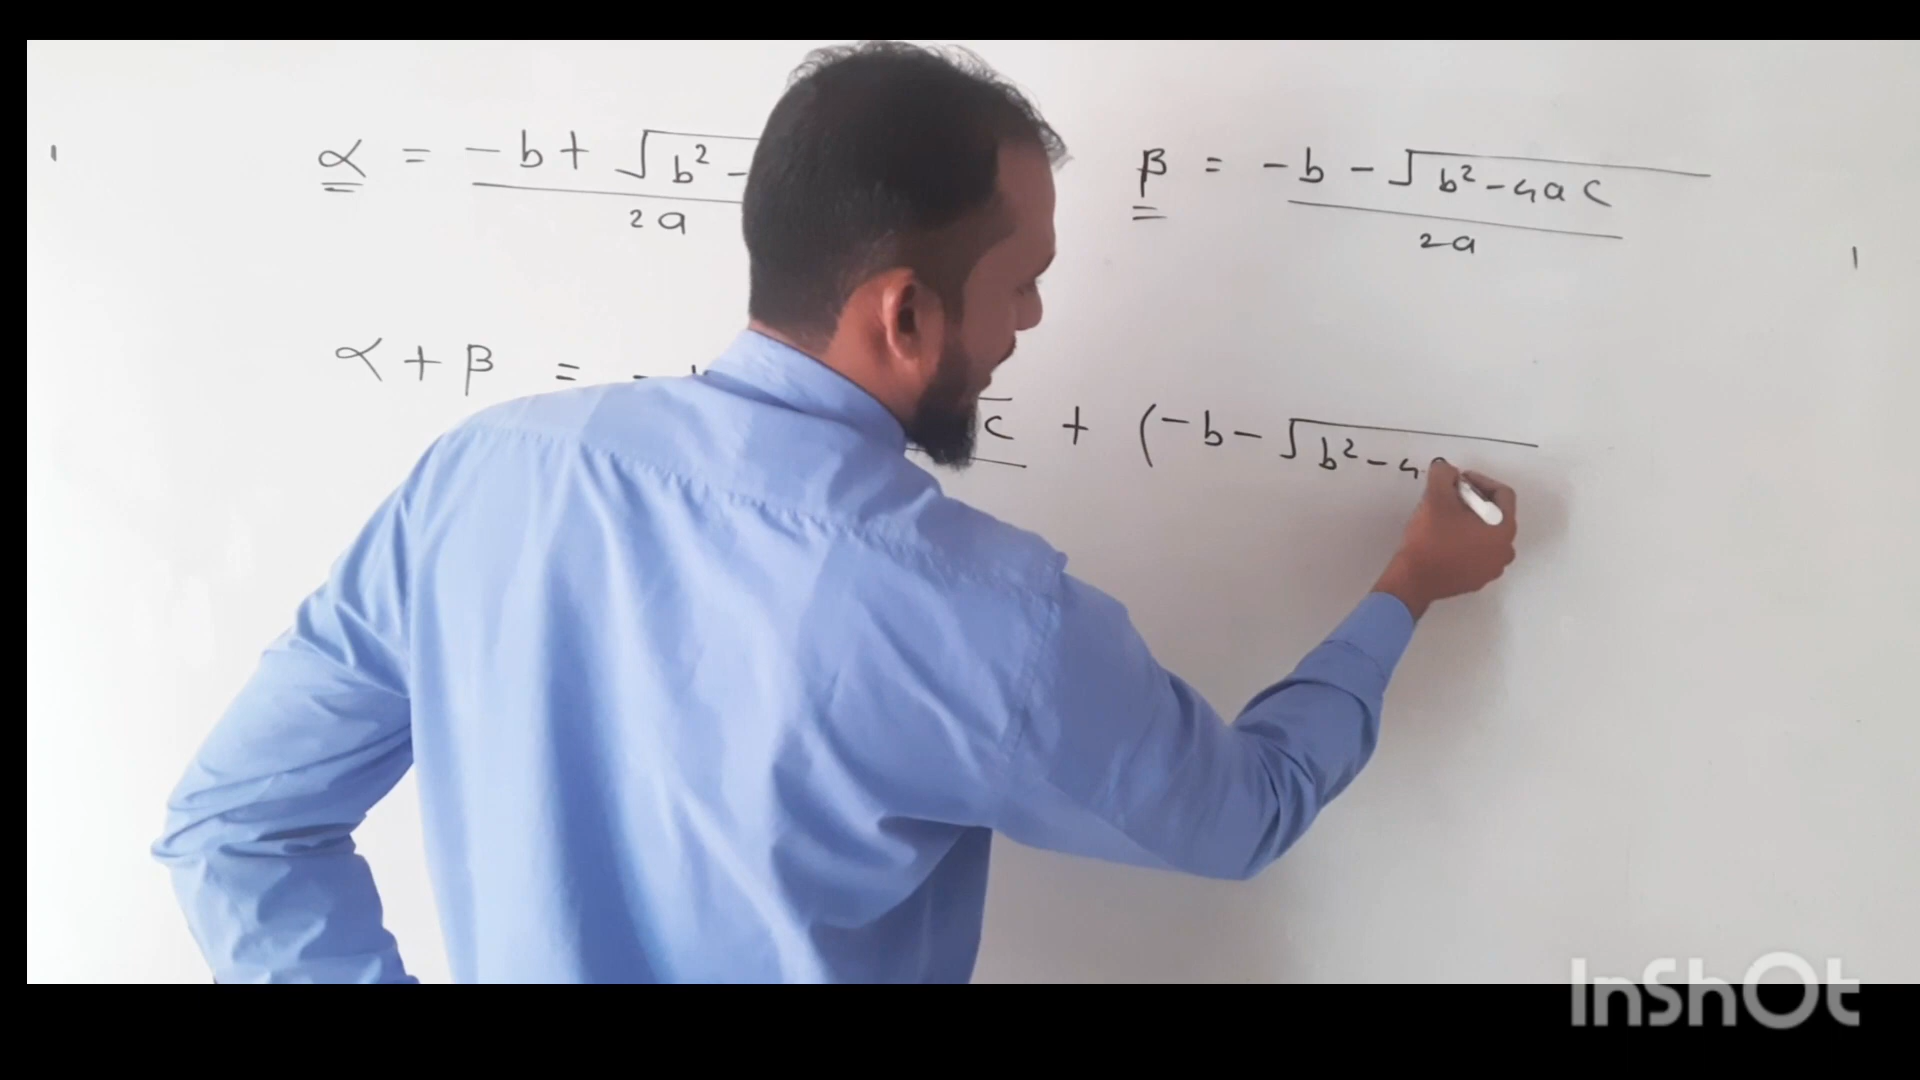 α = -b + √b² -
2a
β = -b - √b² - 4ac
2a
α + β = -
c + (-b - √b² - 4
InShOt